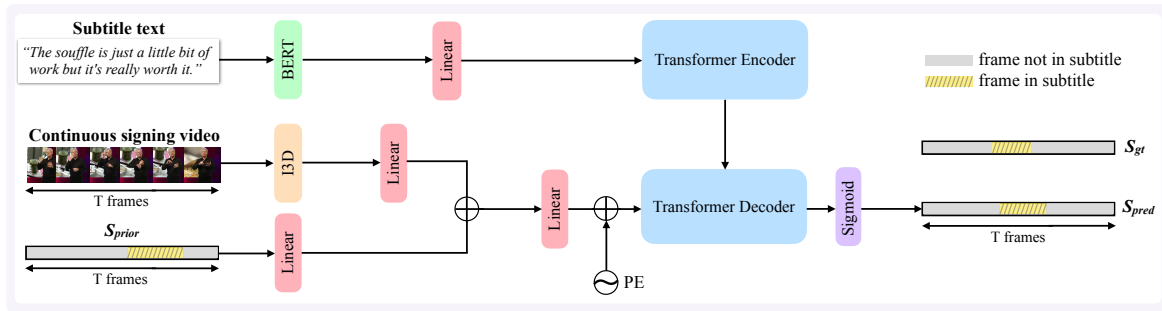 Subtitle text
“The souffle is just a little bit of
work but it's really worth it.”
BERT
Linear
Transformer Encoder
frame not in subtitle
frame in subtitle
Continuous signing video
T frames
I3D
Linear
Linear
Transformer Decoder
Sigmoid
S_gt
S_pred
T frames
S_prior
T frames
Linear
PE